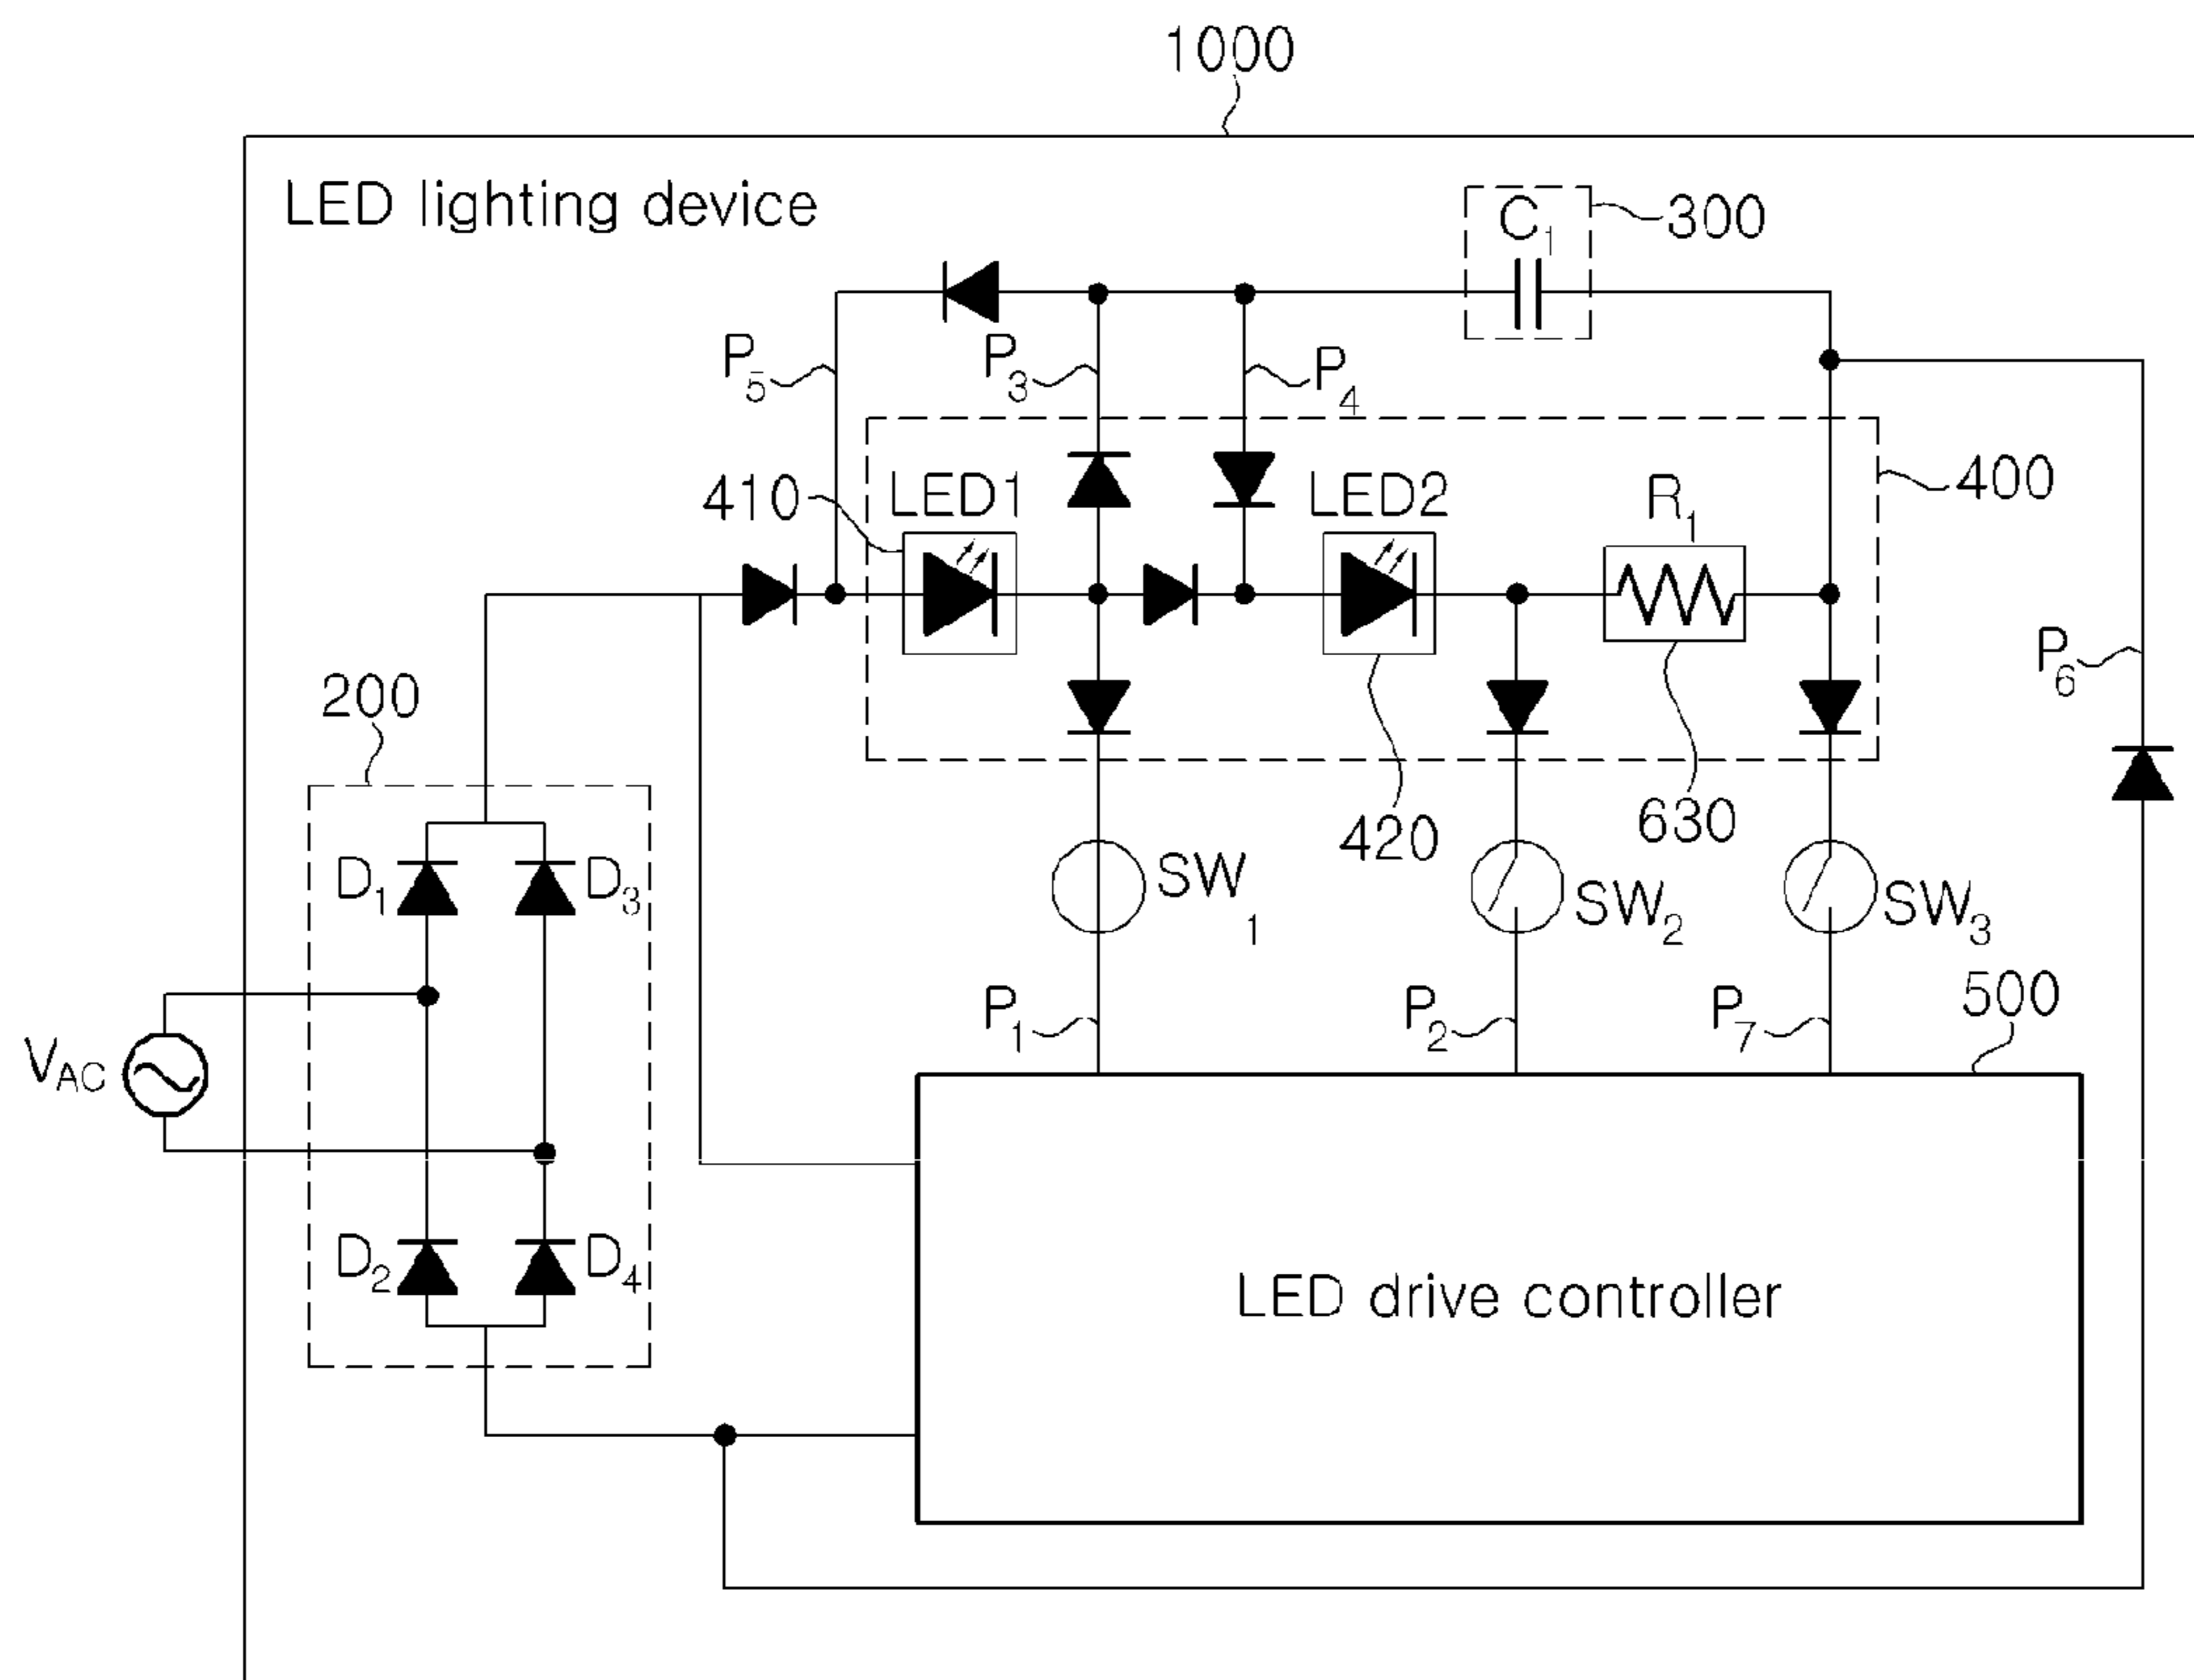 1000
LED lighting device
C1
300
P5
P3
P4
410
LED1
LED2
R1
400
P6
200
420
630
D1
D3
SW1
SW2
SW3
P1
P2
P7
500
VAC
D2
D4
LED drive controller